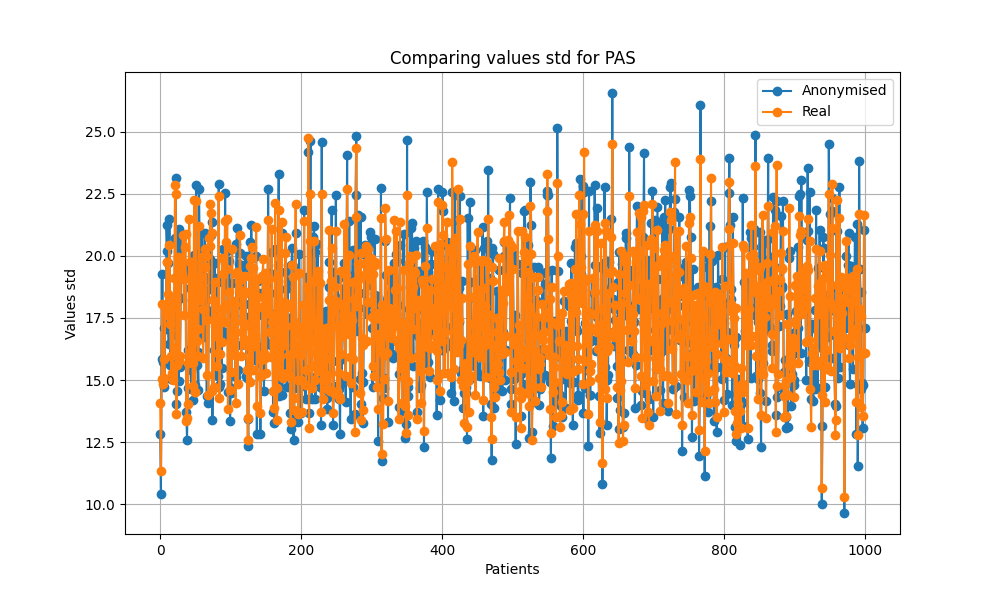 Comparing values std for PAS
Anonymised
Real
Values std
25.0
22.5
20.0
17.5
15.0
12.5
10.0
0 200 400 600 800 1000
Patients